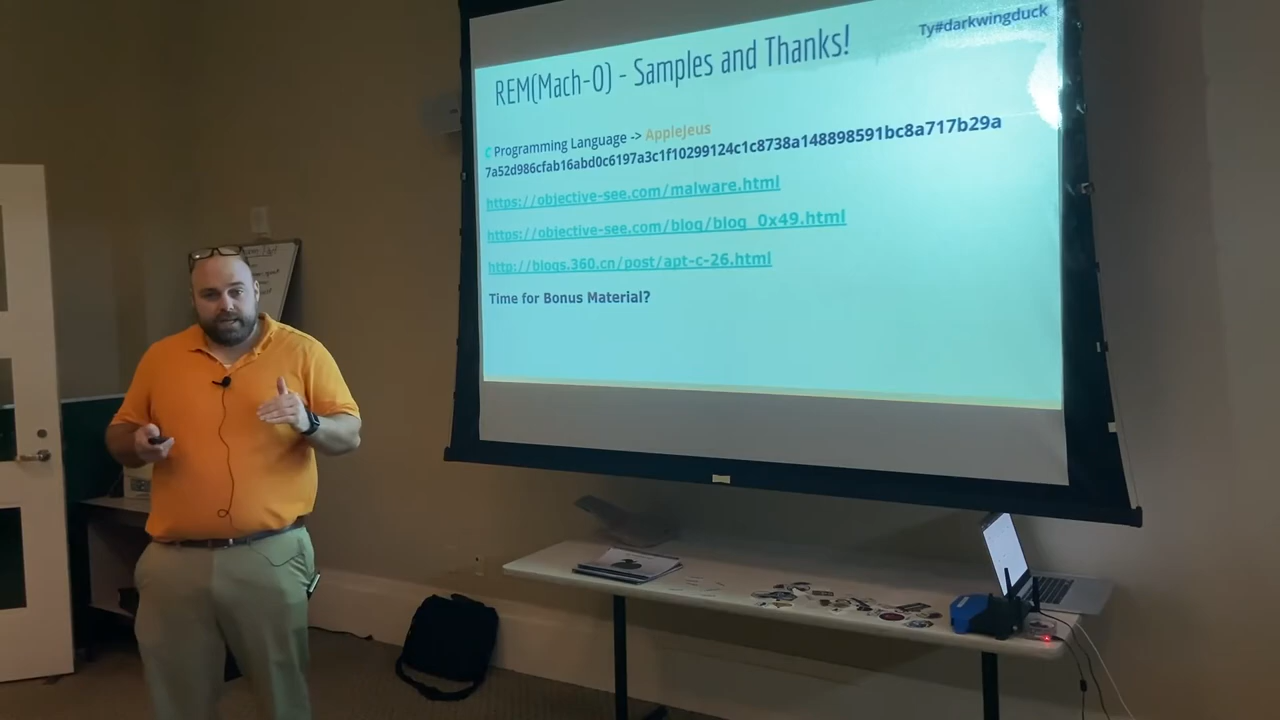 Ty#darkwingduck
REM(Mach-O) - Samples and Thanks!
C Programming Language -> AppleJeus
7a52d986cfab16abd0c6197a3c1f10299124c1c8738a148898591bc8a717b29a
https://objective-see.com/malware.html
https://objective-see.com/blog/blog_0x49.html
http://blogs.360.cn/post/apt-c-26.html
Time for Bonus Material?